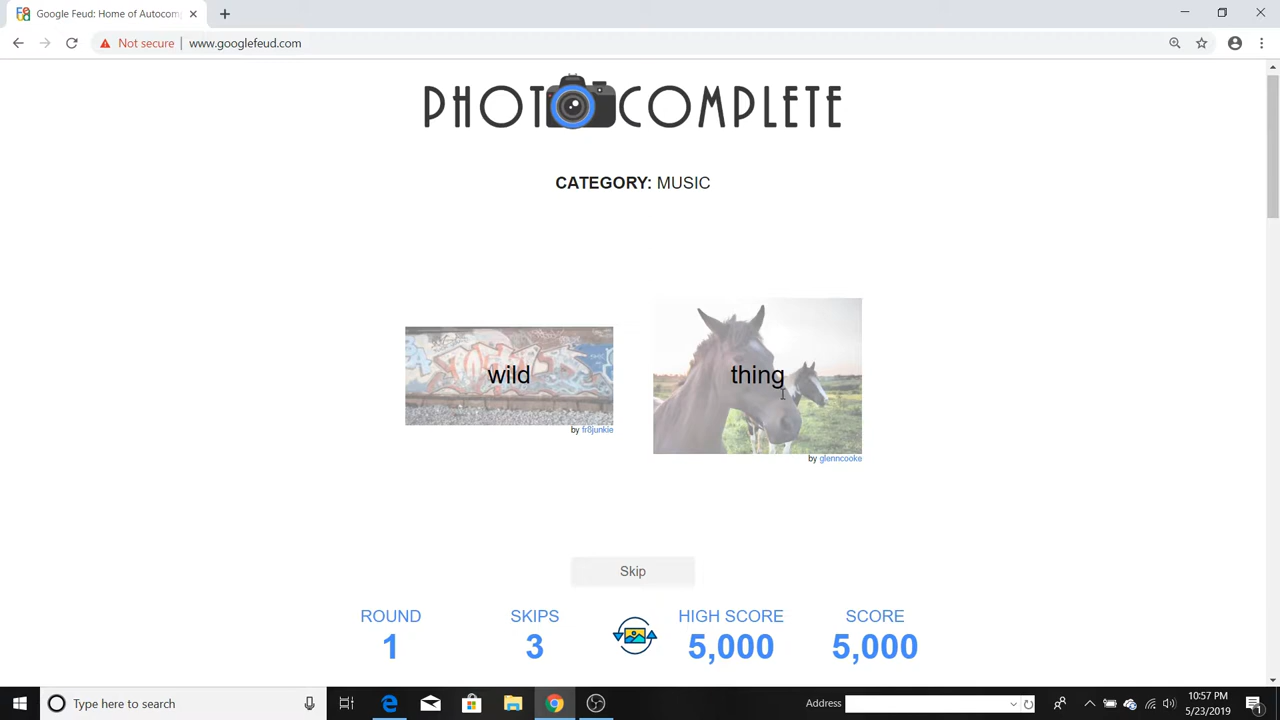 Google Feud: Home of Autocom
Not secure
www.googlefeud.com
PHOTOCOMPLETE
CATEGORY: MUSIC
wild
thing
by fr8junkie
by glenncooke
Skip
ROUND
SKIPS
HIGH SCORE
SCORE
1
3
5,000
5,000
Type here to search
Address
10:57 PM
5/23/2019